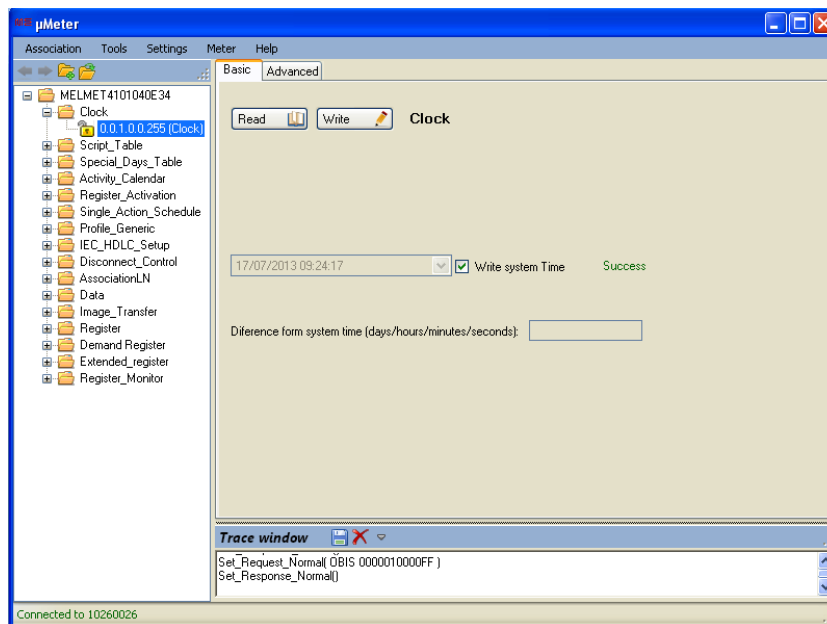 µMeter
Association Tools Settings Meter Help
Basic Advanced
MELMET4101040E34
Clock
0.0.1.0.0.255 (Clock)
Script_Table
Special_Days_Table
Activity_Calendar
Register_Activation
Single_Action_Schedule
Profile_Generic
IEC_HDLC_Setup
Disconnect_Control
AssociationLN
Data
Image_Transfer
Register
Demand Register
Extended_register
Register_Monitor
Read Write Clock
17/07/2013 09:24:17 Write system Time Success
Diference form system time (days/hours/minutes/seconds):
Trace window
Set_Request_Normal( OBIS 0000010000FF )
Set_Response_Normal()
Connected to 10260026